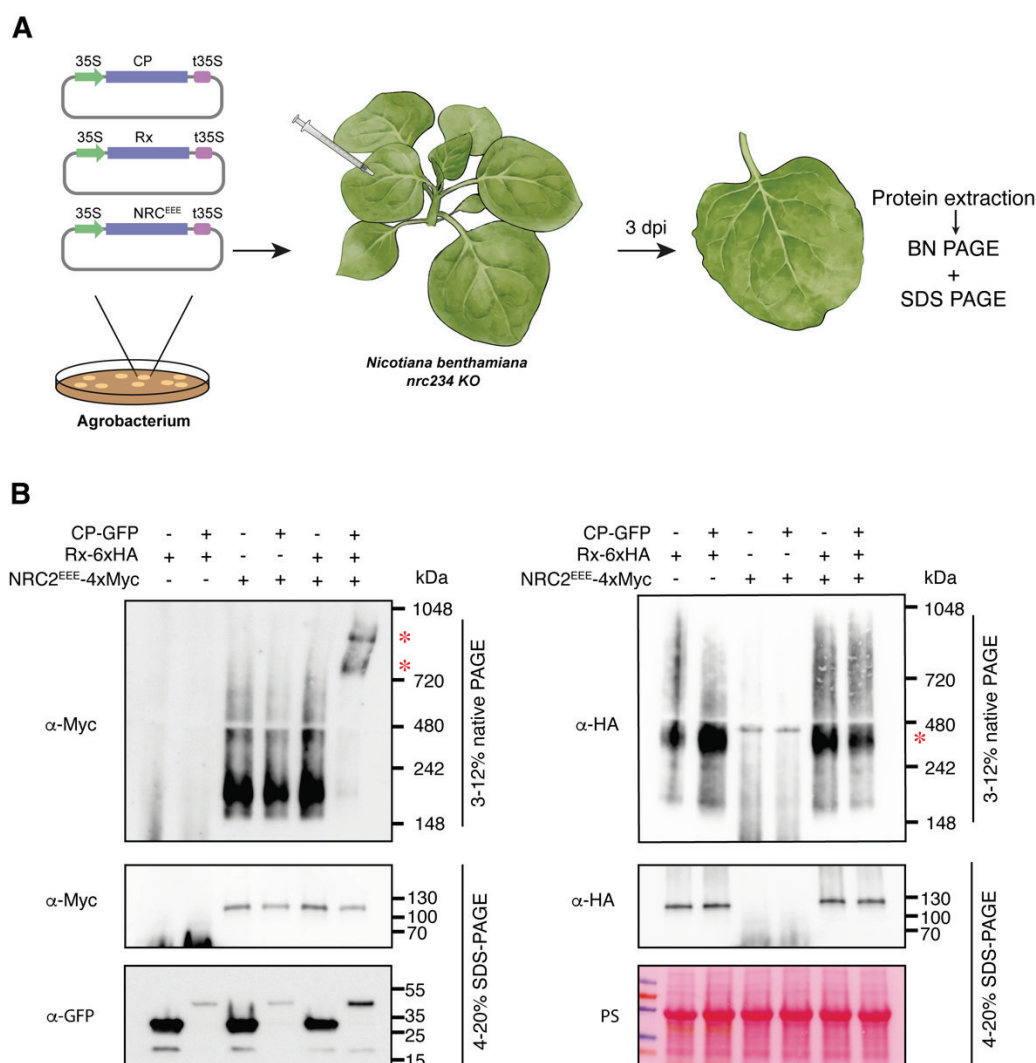 A
35S CP t35S
35S Rx t35S
35S NRCEEE t35S
Agrobacterium
Nicotiana benthamiana
nrc234 KO
3 dpi
Protein extraction
BN PAGE
+
SDS PAGE
B
CP-GFP - + - + - +
Rx-6xHA + + - - + +
NRC2EEE-4xMyc - - + + + +
kDa
α-Myc
1048
*
*
720
480
242
148
3-12% native PAGE
α-Myc
130
100
70
α-GFP
55
35
25
15
4-20% SDS-PAGE
CP-GFP - + - + - +
Rx-6xHA + + - - + +
NRC2EEE-4xMyc - - + + + +
kDa
α-HA
1048
720
480
*
242
148
3-12% native PAGE
α-HA
130
100
70
PS
4-20% SDS-PAGE